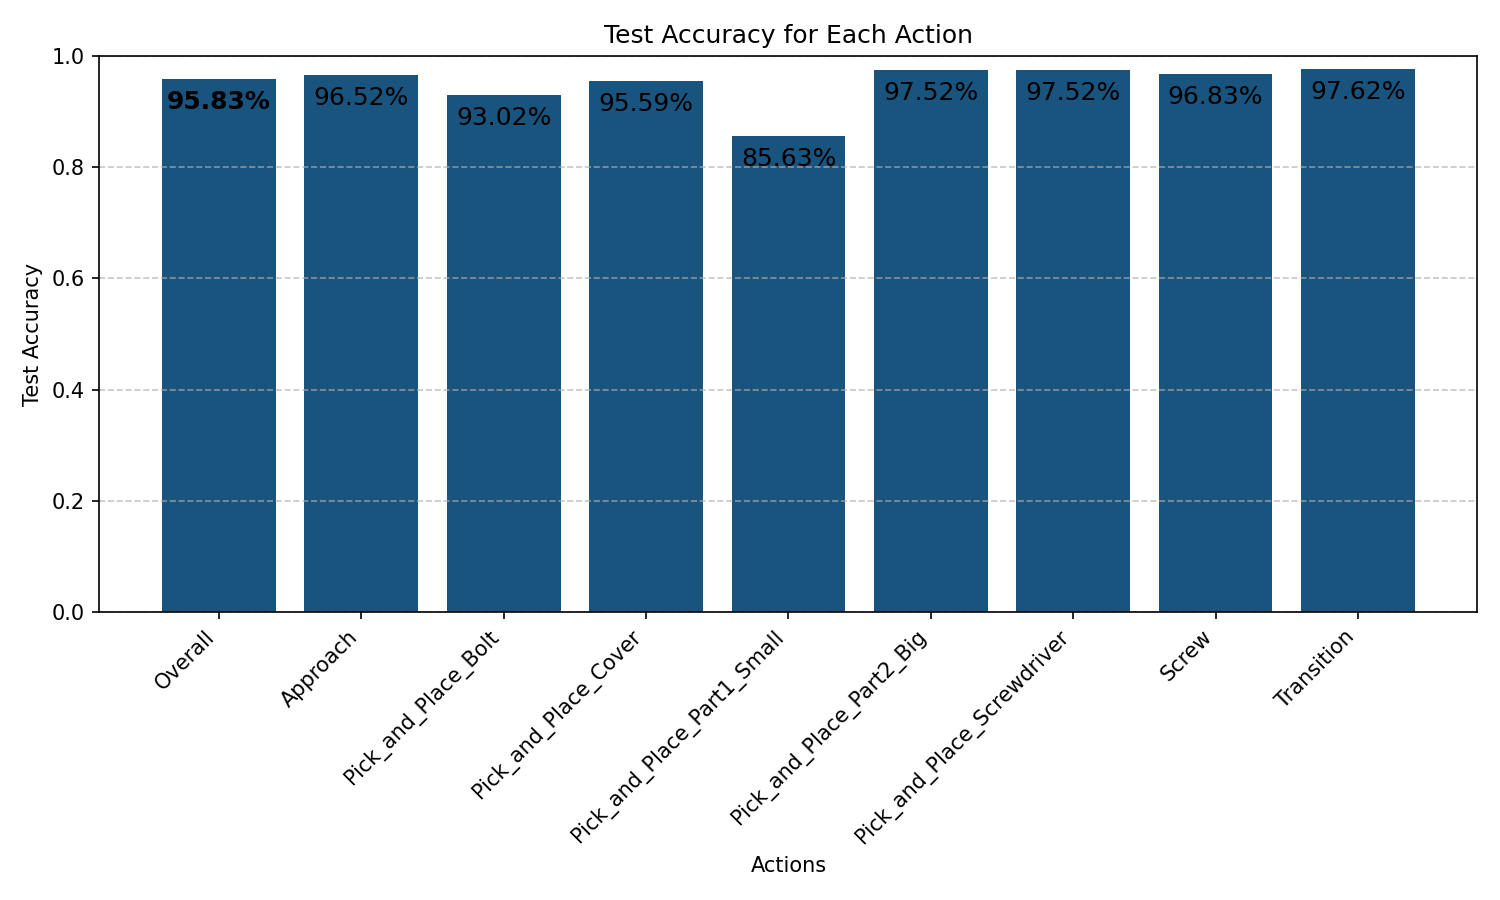 Test Accuracy for Each Action
Test Accuracy
1.0
0.8
0.6
0.4
0.2
0.0
95.83%
96.52%
93.02%
95.59%
85.63%
97.52%
97.52%
96.83%
97.62%
Overall
Approach
Pick_and_Place_Bolt
Pick_and_Place_Cover
Pick_and_Place_Part1_Small
Pick_and_Place_Part2_Big
Pick_and_Place_Screwdriver
Screw
Transition
Actions